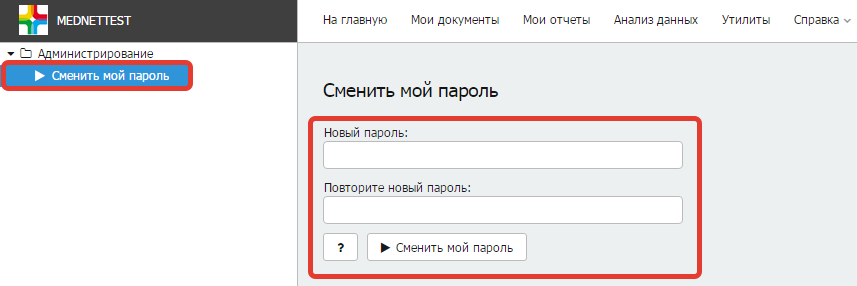 MEDNETTEST
На главную Мои документы Мои отчеты Анализ данных Утилиты Справка
Администрирование
Сменить мой пароль
Сменить мой пароль
Новый пароль:
Повторите новый пароль:
? Сменить мой пароль